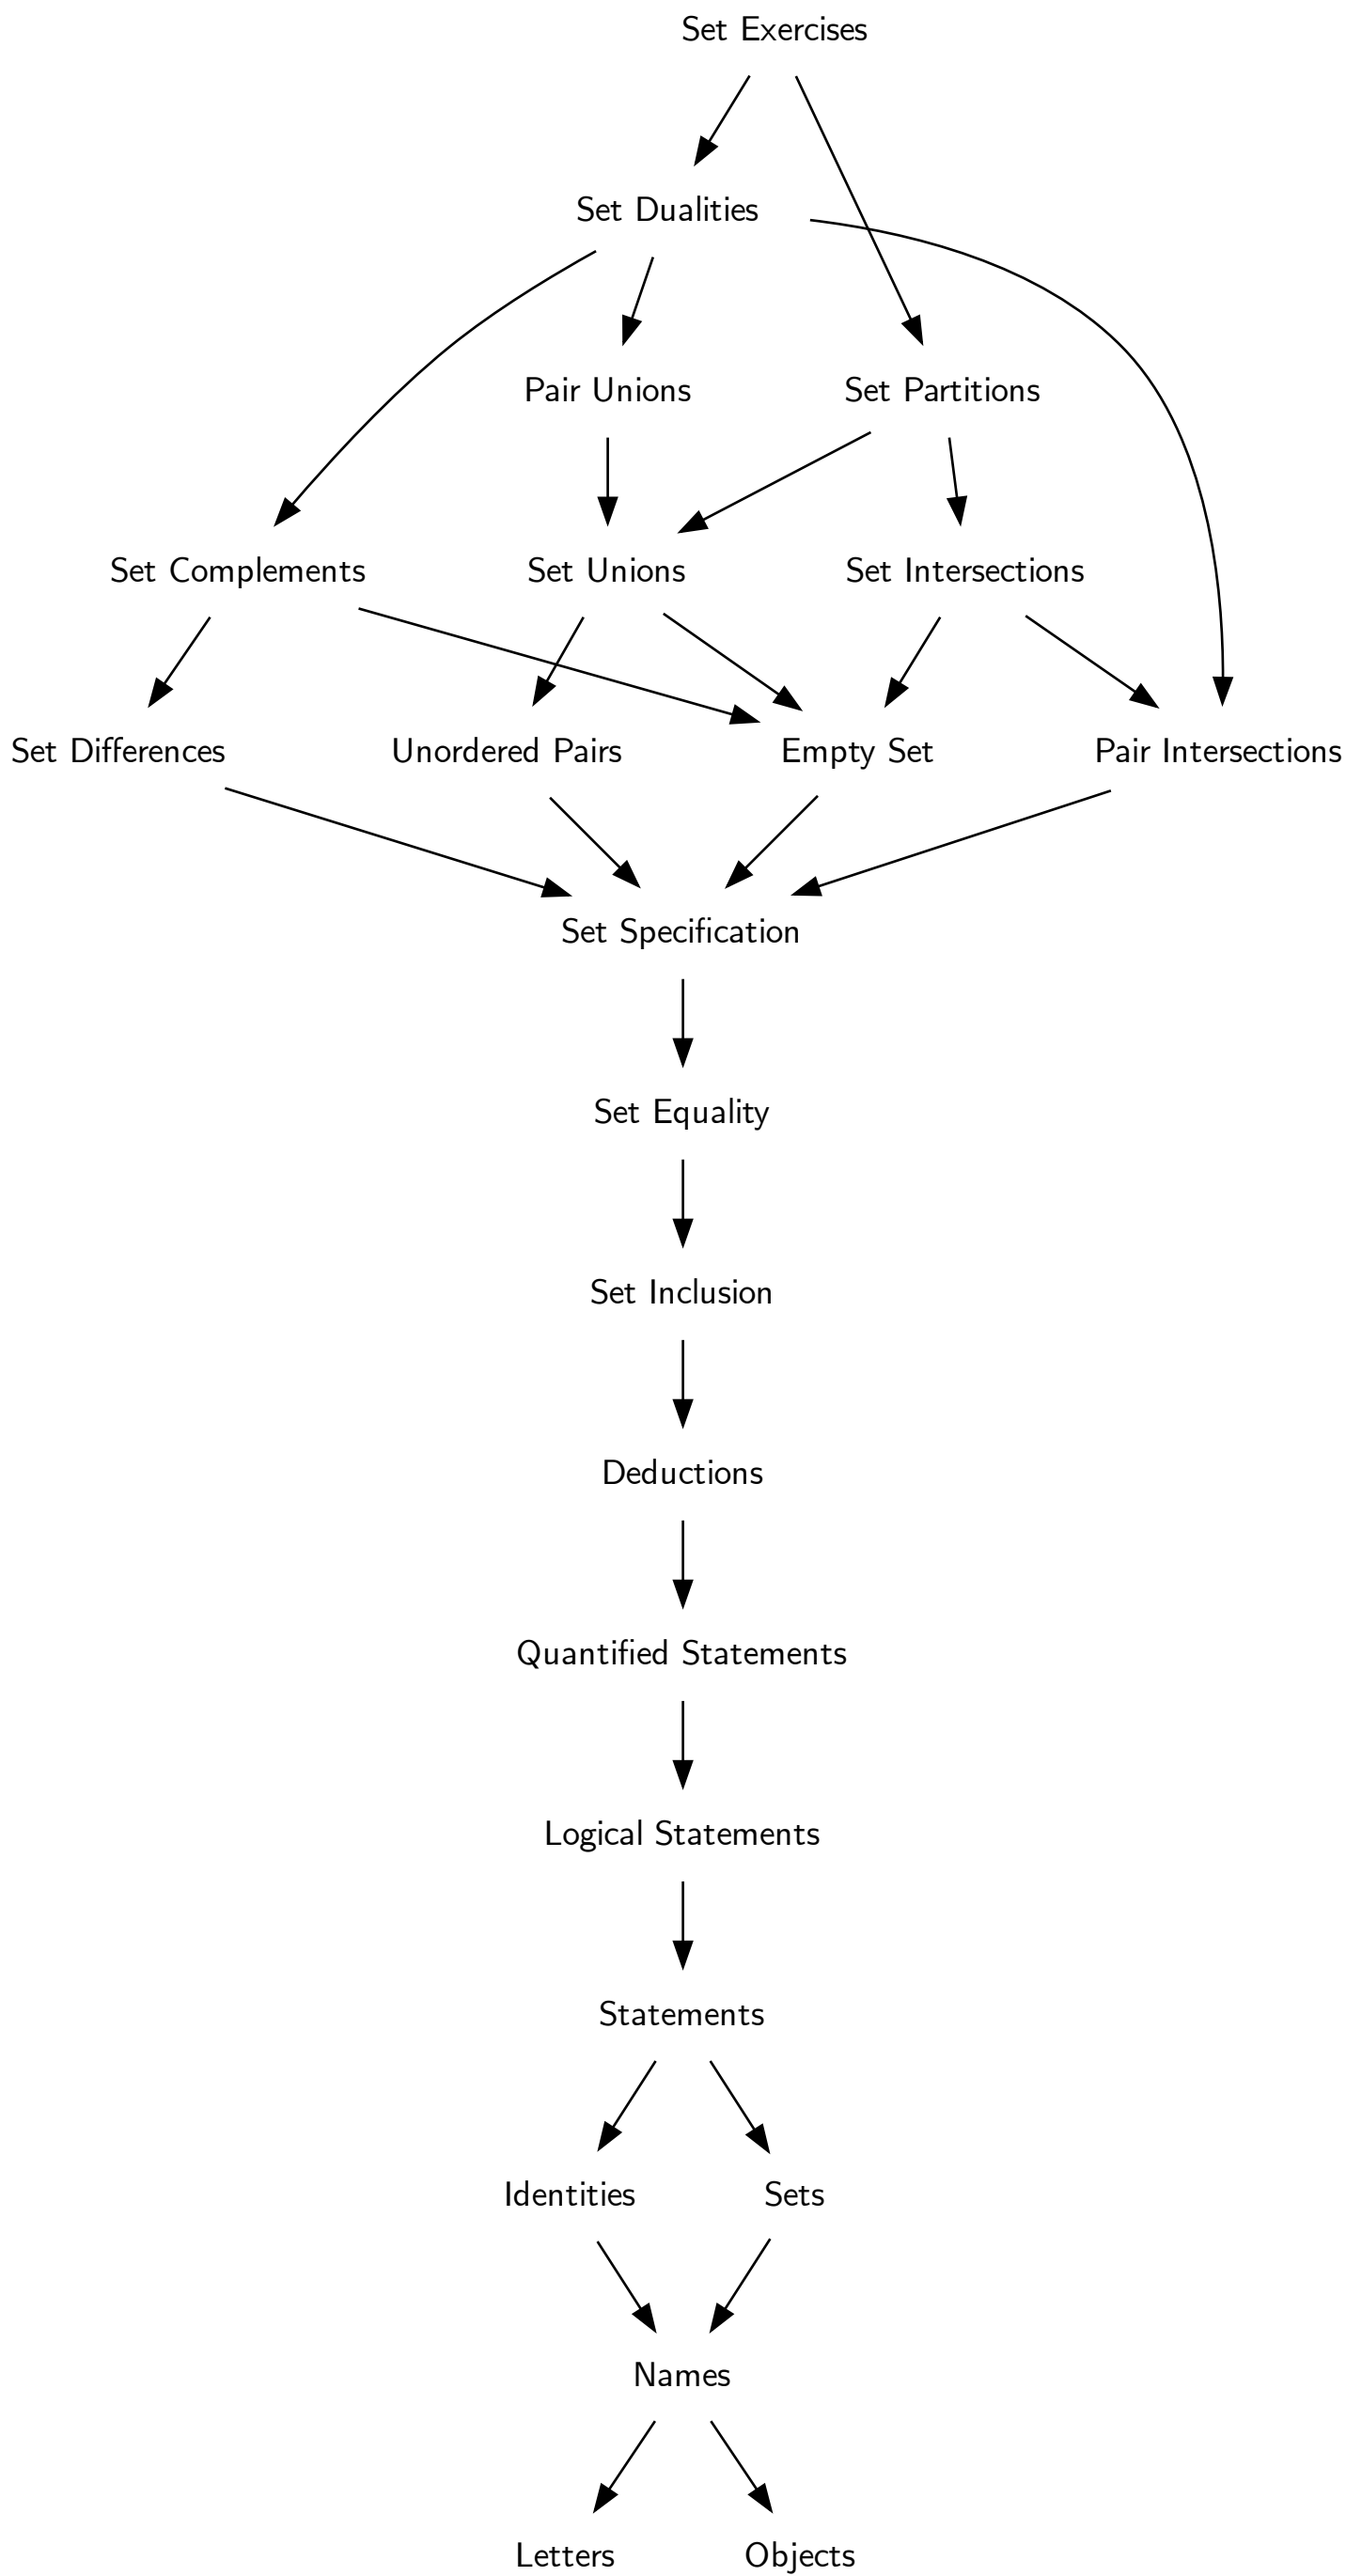 Set Exercises
Set Dualities
Pair Unions
Set Partitions
Set Complements
Set Unions
Set Intersections
Set Differences
Unordered Pairs
Empty Set
Pair Intersections
Set Specification
Set Equality
Set Inclusion
Deductions
Quantified Statements
Logical Statements
Statements
Identities
Sets
Names
Letters
Objects